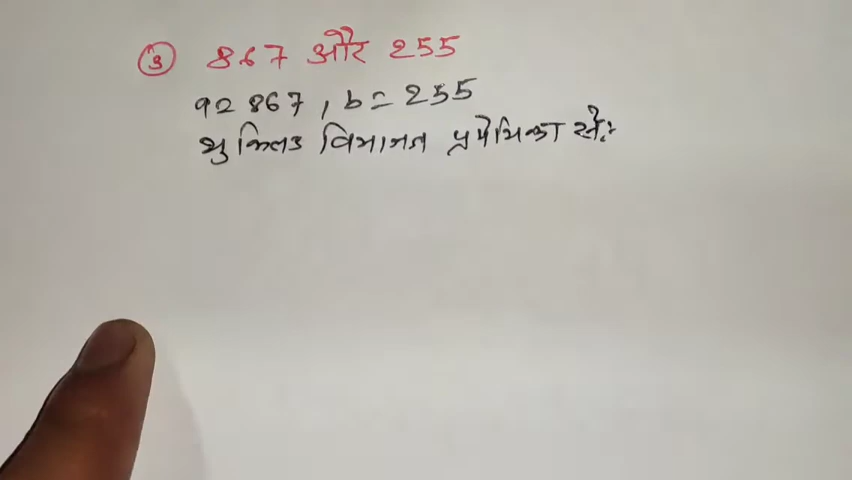 ③ 867 और 255
a = 867, b = 255
युक्लिड विभाजन प्रमेयिका से: